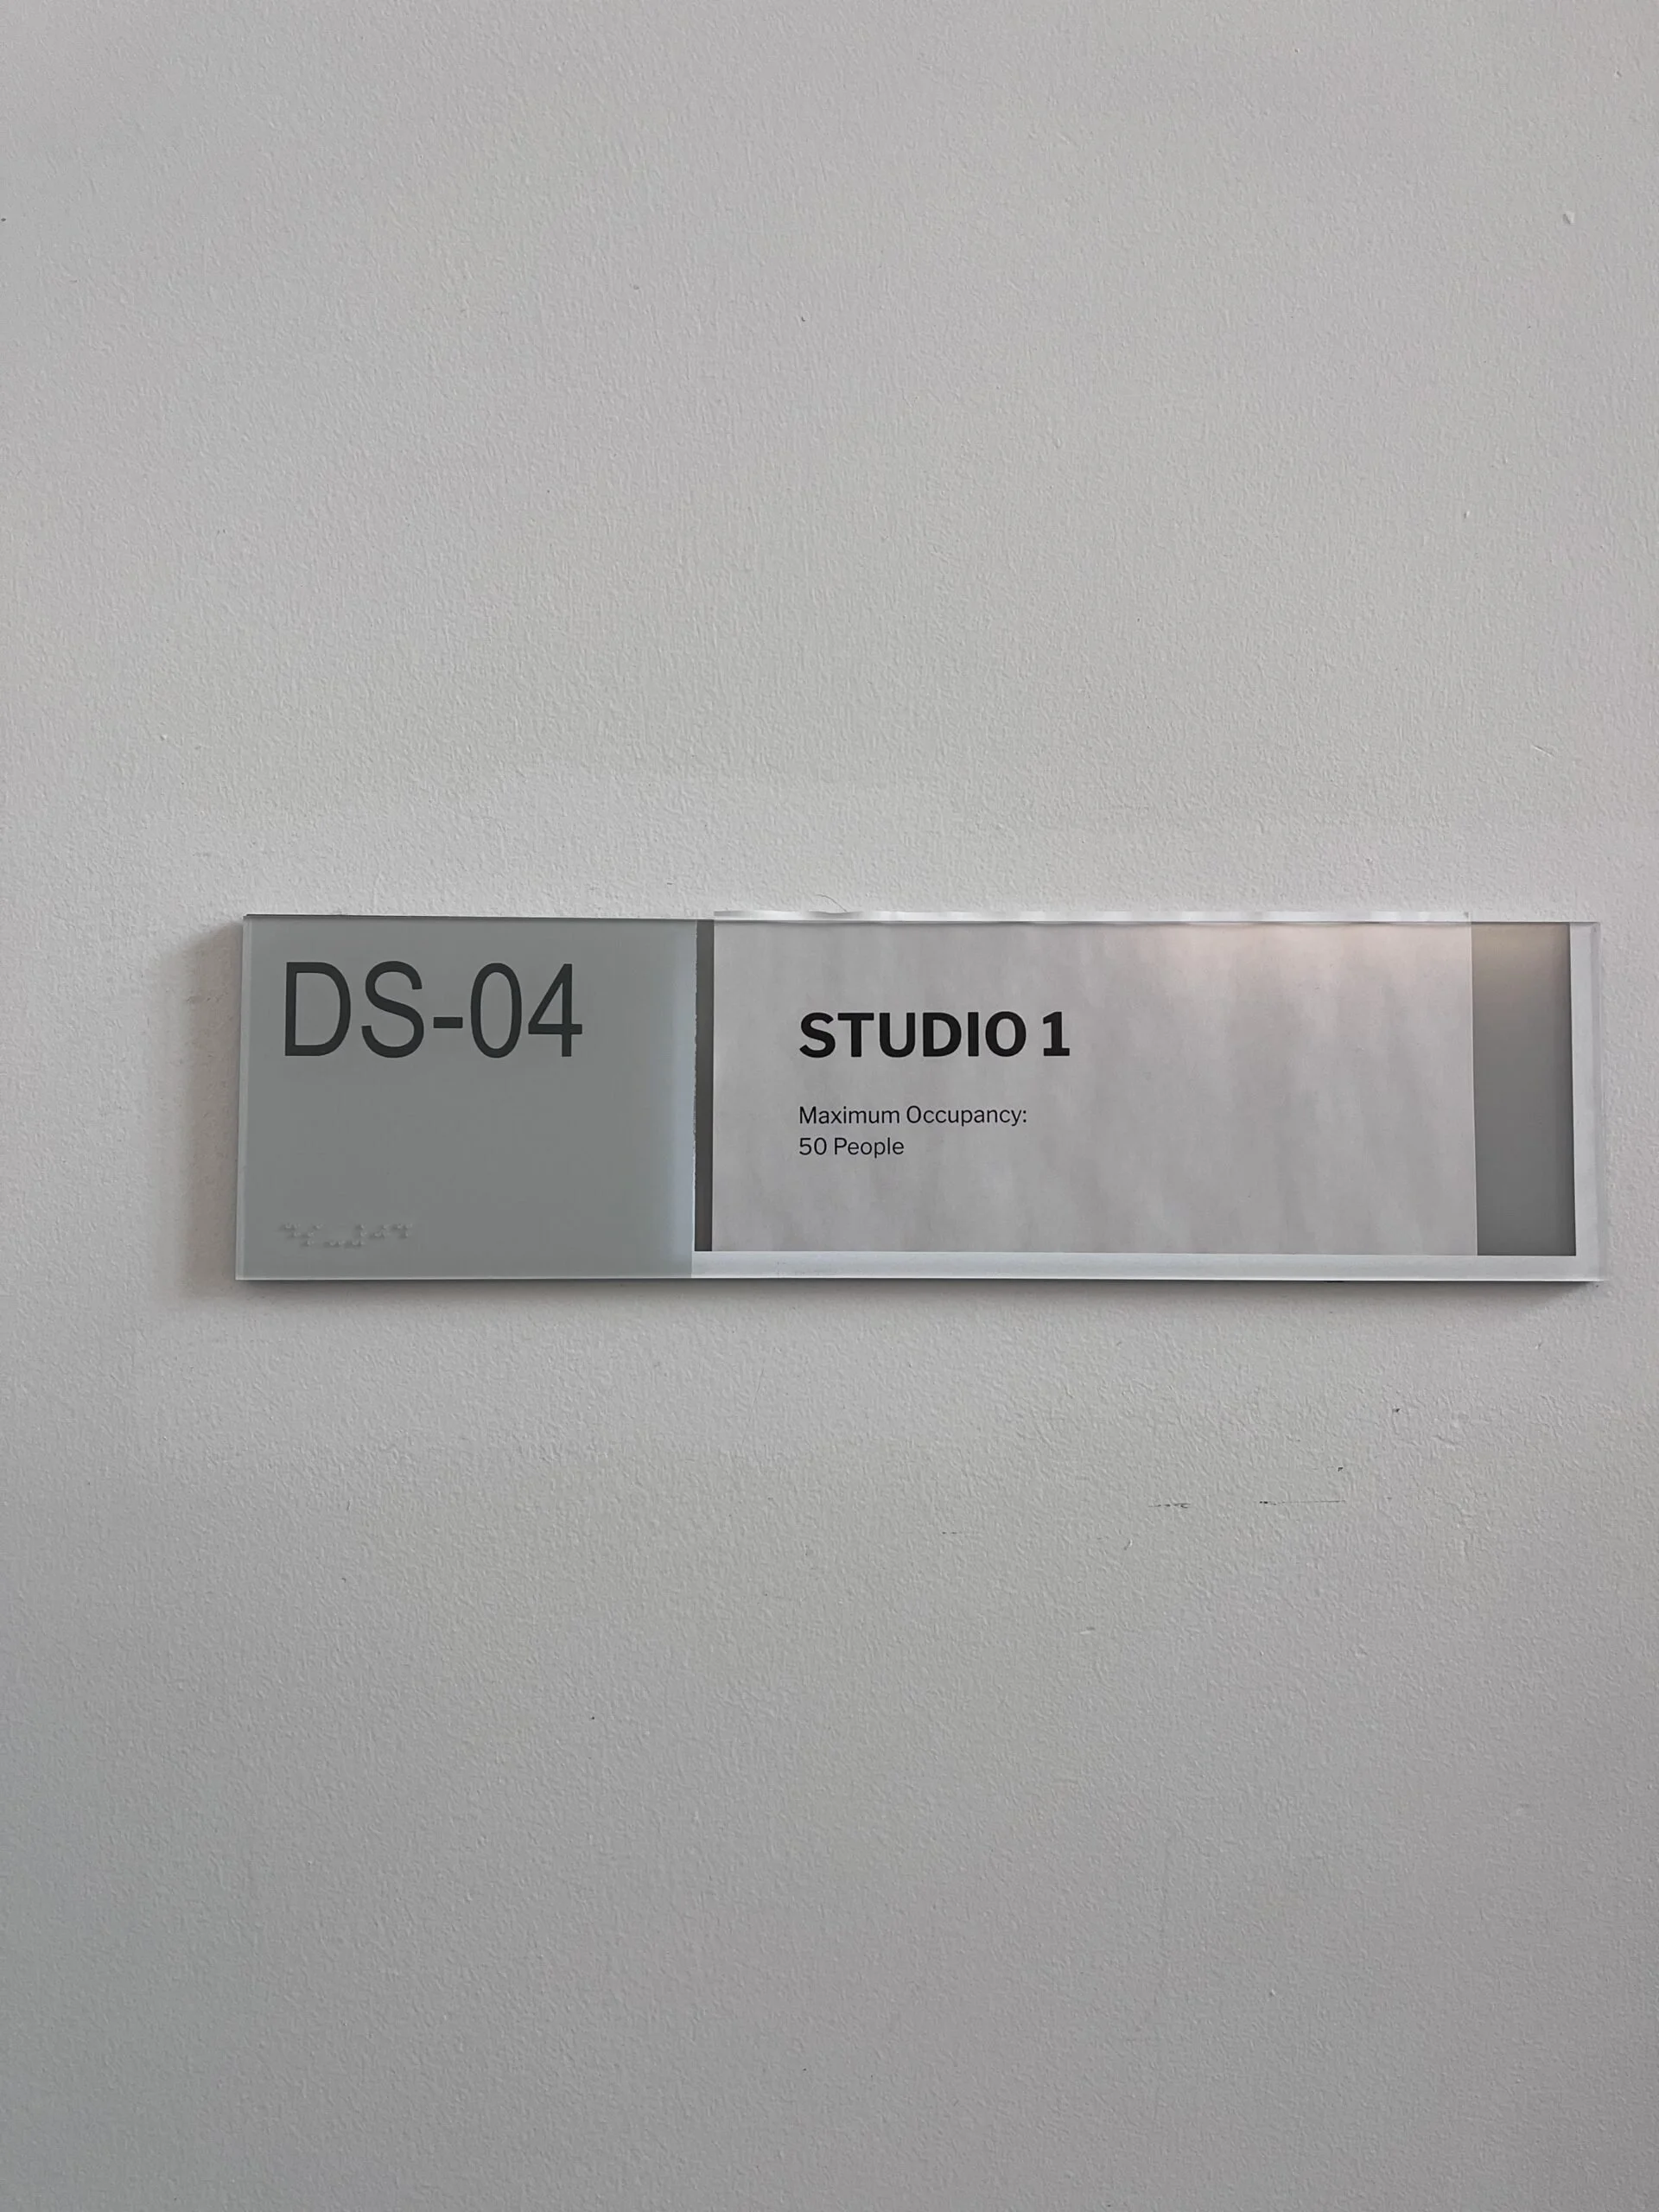 DS-04
STUDIO 1
Maximum Occupancy:
50 People